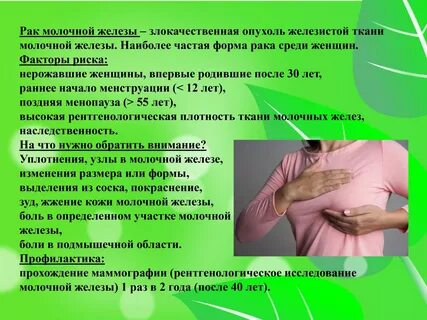 Рак молочной железы – злокачественная опухоль железистой ткани
молочной железы. Наиболее частая форма рака среди женщин.
Факторы риска:
нерожавшие женщины, впервые родившие после 30 лет,
раннее начало менструации (< 12 лет),
поздняя менопауза (> 55 лет),
высокая рентгенологическая плотность ткани молочных желез,
наследственность.
На что нужно обратить внимание?
Уплотнения, узлы в молочной железе,
изменения размера или формы,
выделения из соска, покраснение,
зуд, жжение кожи молочной железы,
боль в определенном участке молочной
железы,
боли в подмышечной области.
Профилактика:
прохождение маммографии (рентгенологическое исследование
молочной железы) 1 раз в 2 года (после 40 лет).